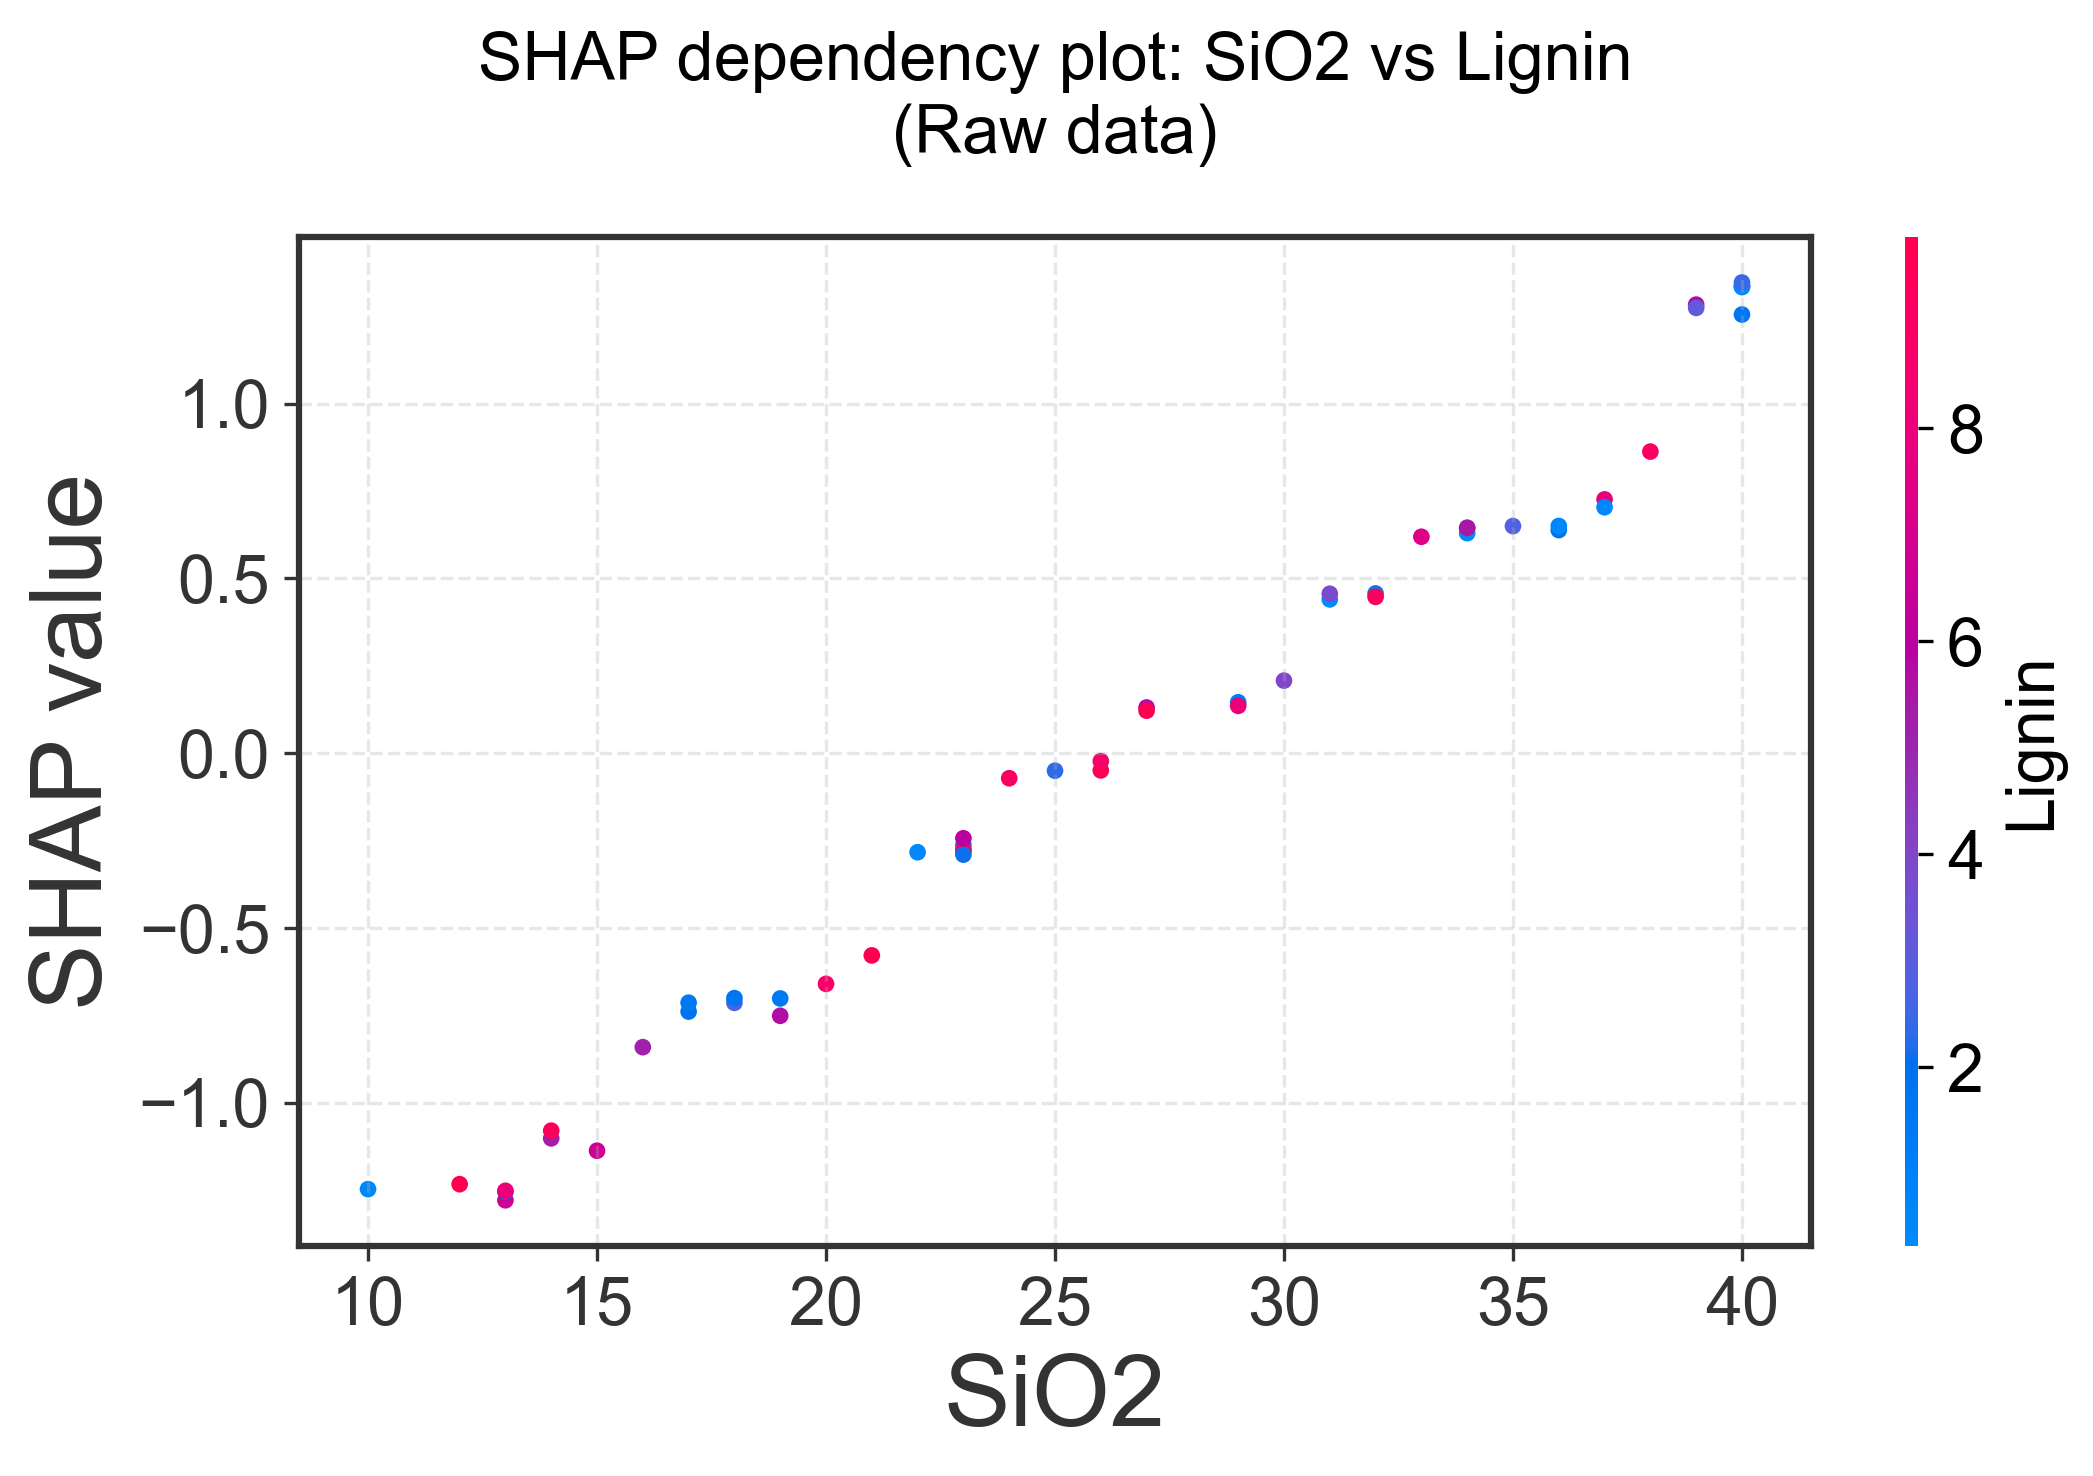 SHAP dependency plot: SiO2 vs Lignin
(Raw data)
SHAP value
1.0
0.5
0.0
−0.5
−1.0
10 15 20 25 30 35 40
SiO2
8
6
4
2
Lignin